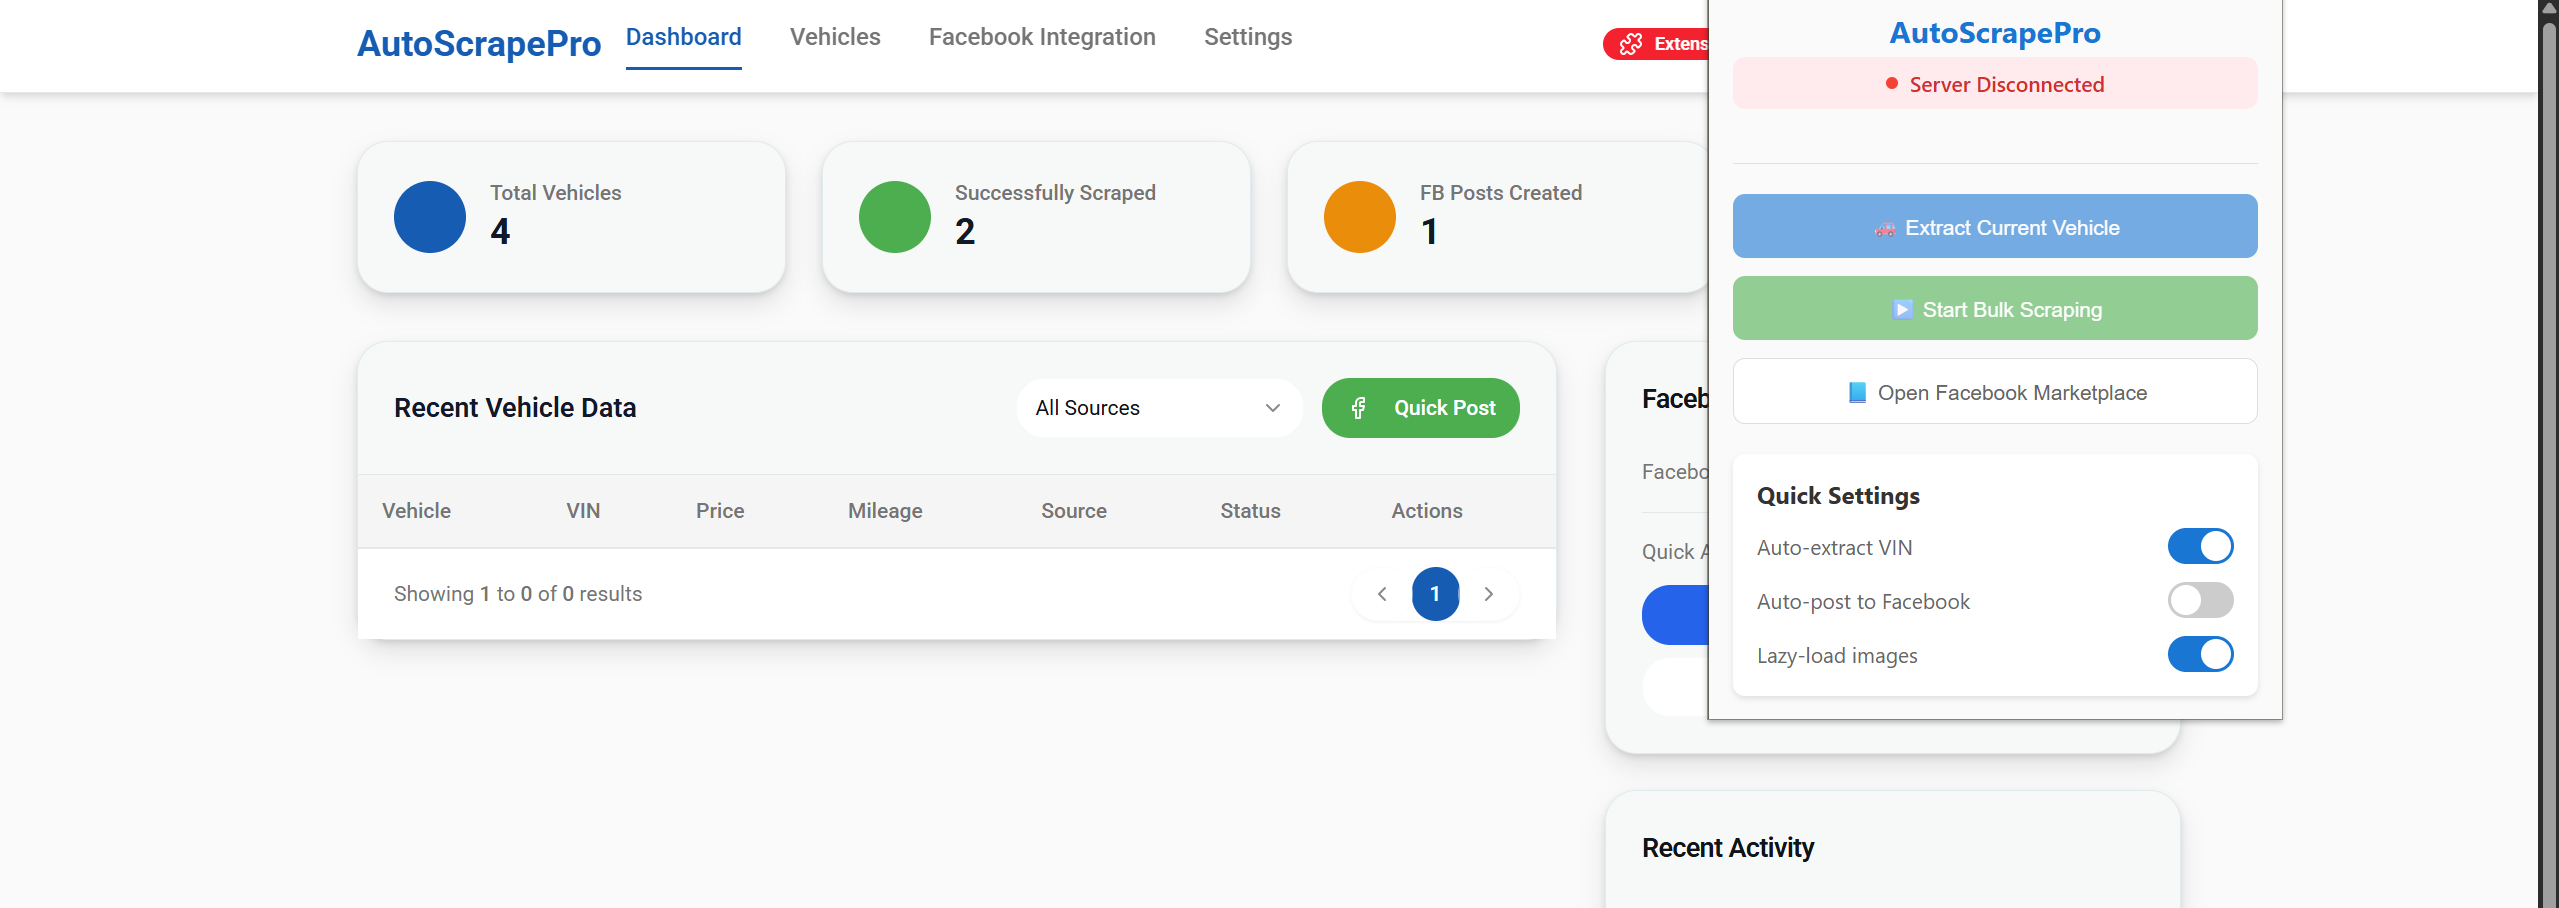 AutoScrapePro
Dashboard
Vehicles
Facebook Integration
Settings
Extens
Total Vehicles
4
Successfully Scraped
2
FB Posts Created
1
Recent Vehicle Data
All Sources
Quick Post
Vehicle VIN Price Mileage Source Status Actions
Showing 1 to 0 of 0 results
1
Faceb
Facebo
Quick A
Recent Activity
AutoScrapePro
Server Disconnected
Extract Current Vehicle
Start Bulk Scraping
Open Facebook Marketplace
Quick Settings
Auto-extract VIN
Auto-post to Facebook
Lazy-load images